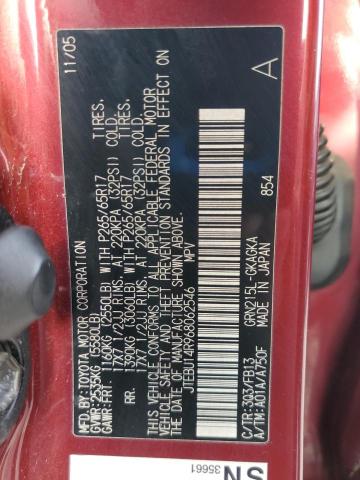 MFD. BY: TOYOTA MOTOR CORPORATION 11/05
GVWR: 2535KG (5580LB)
GAWR: FRT. 1160KG (2550LB) WITH P265/65R17 TIRES.
17X7 1/2JJ RIMS. AT 220KPA (32PSI) COLD.
RR. 1390KG (3060LB) WITH P265/65R17 TIRES.
17X7 1/2JJ RIMS. AT 220KPA (32PSI) COLD.
THIS VEHICLE CONFORMS TO ALL APPLICABLE FEDERAL MOTOR
VEHICLE SAFETY AND THEFT PREVENTION STANDARDS IN EFFECT ON
THE DATE OF MANUFACTURE SHOWN ABOVE.
JTEBU14R968062546 MPV
A
C/TR: 3Q3/FB13 GRN215L-GKAGKA
A/TM: A01A/A750F MADE IN JAPAN 854
SN
35661